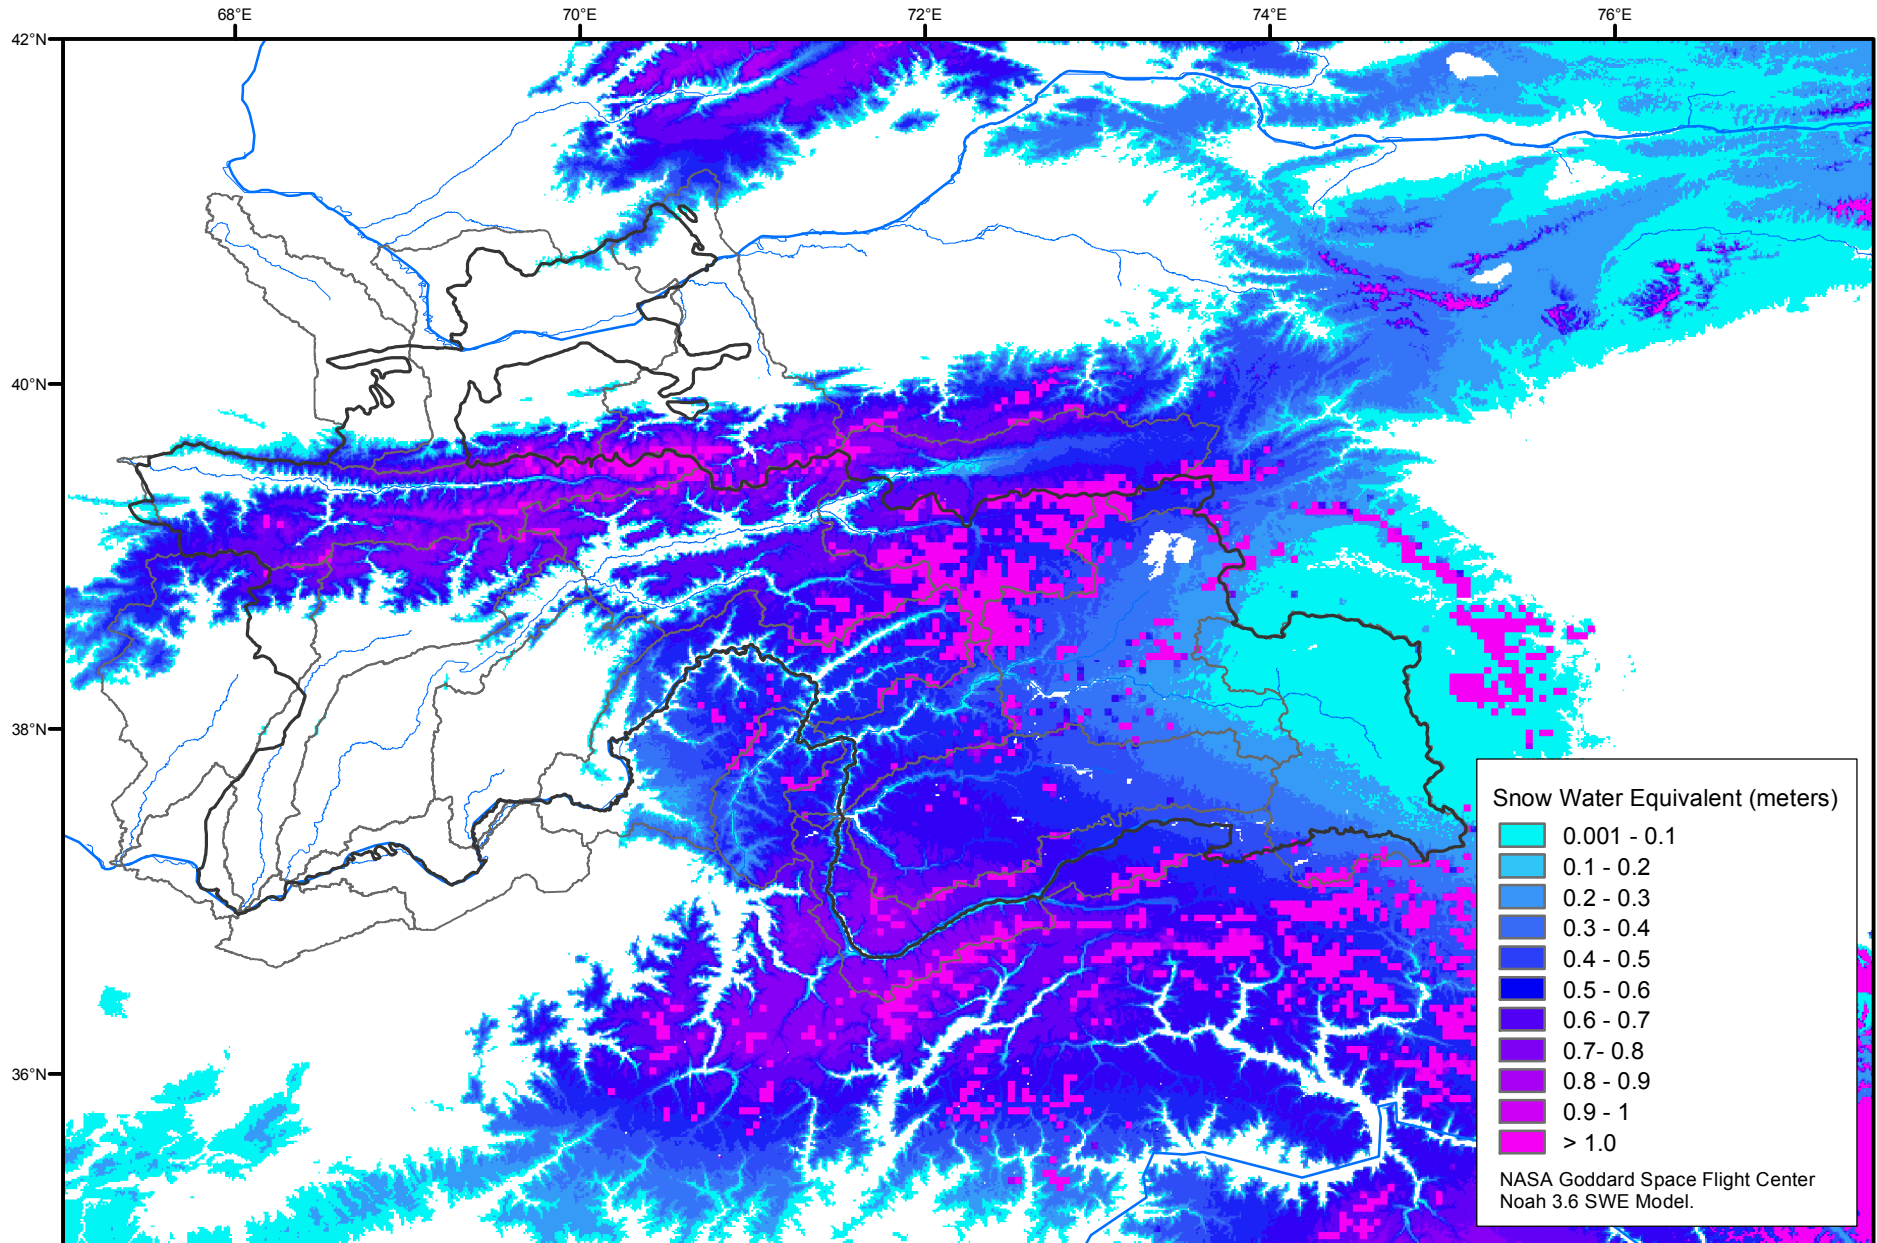 68°E
70°E
72°E
74°E
76°E
42°N
40°N
38°N
36°N
Snow Water Equivalent (meters)
0.001 - 0.1
0.1 - 0.2
0.2 - 0.3
0.3 - 0.4
0.4 - 0.5
0.5 - 0.6
0.6 - 0.7
0.7- 0.8
0.8 - 0.9
0.9 - 1
> 1.0
NASA Goddard Space Flight Center
Noah 3.6 SWE Model.